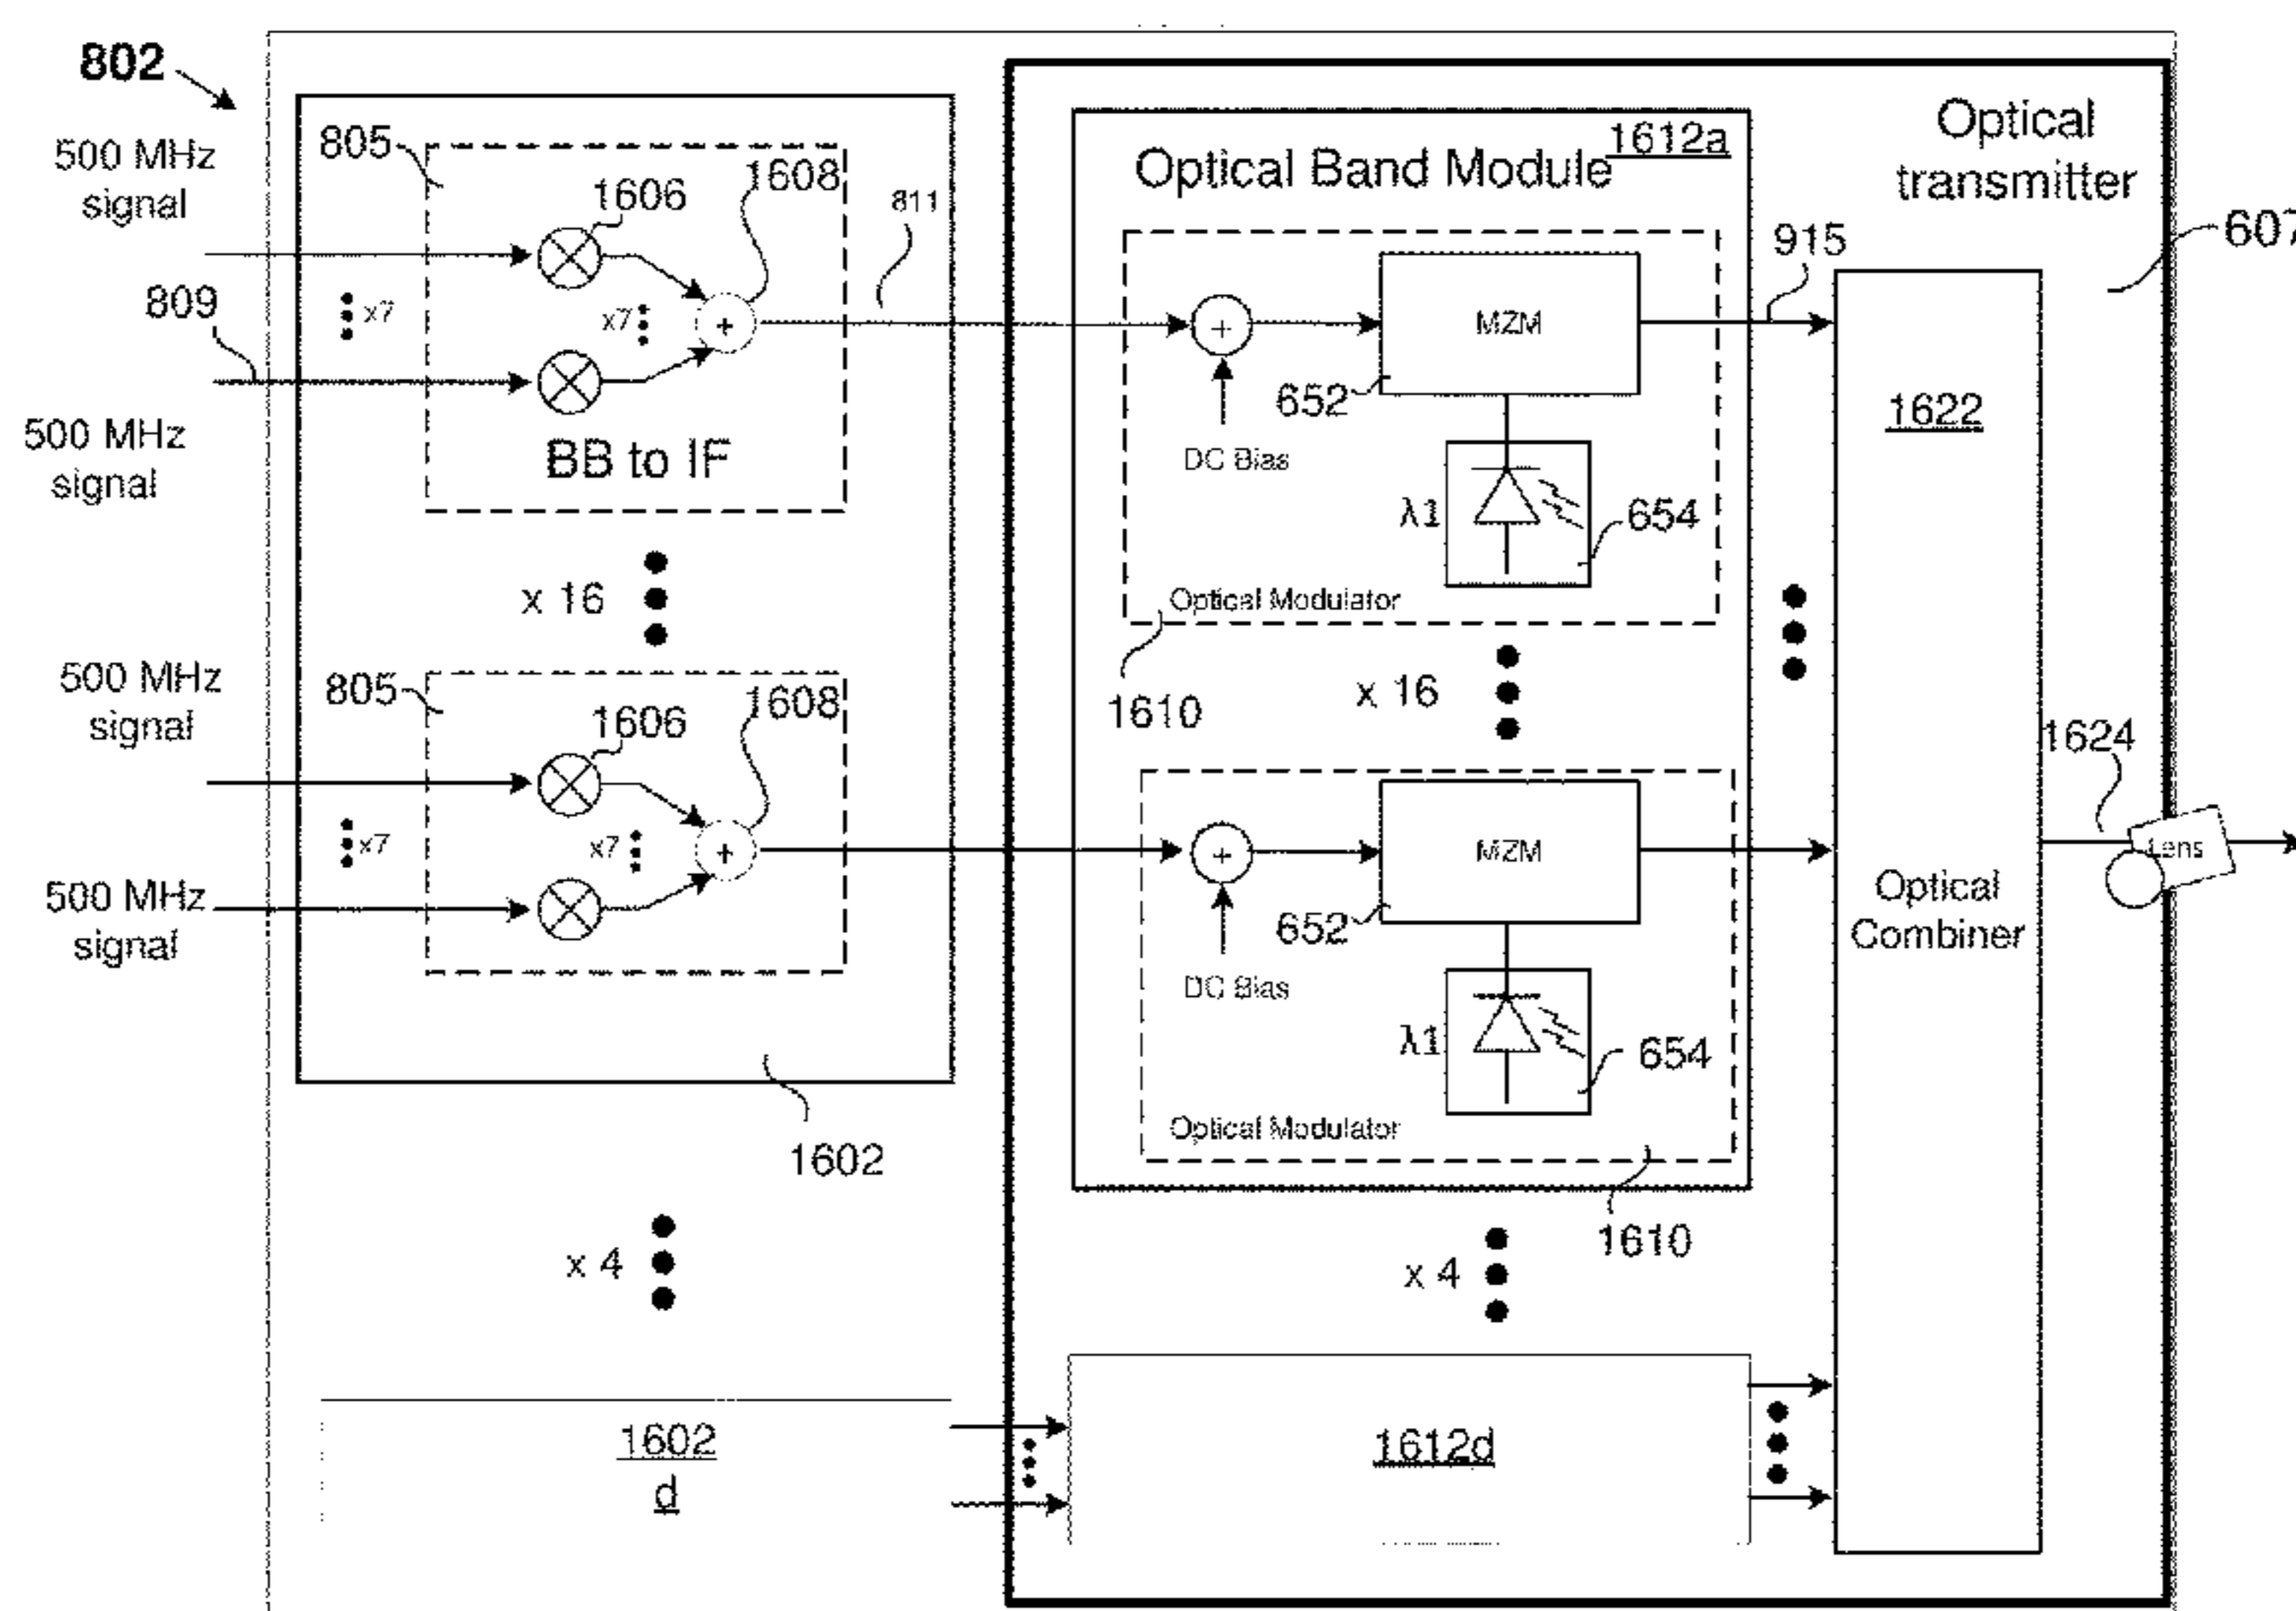 802
500 MHz
signal
805
1606
1608
811
x7
x7
809
500 MHz
signal
BB to IF
x 16
500 MHz
signal
805
1606
1608
x7
x7
500 MHz
signal
1602
x 4
1602
d
Optical Band Module
1612a
Optical
transmitter
607
915
+
+
MZM
652
DC Bias
λ1
654
Optical Modulator
1610
x 16
1622
Optical
Combiner
1624
Lens
+
+
MZM
652
DC Bias
λ1
654
Optical Modulator
1610
x 4
1612d